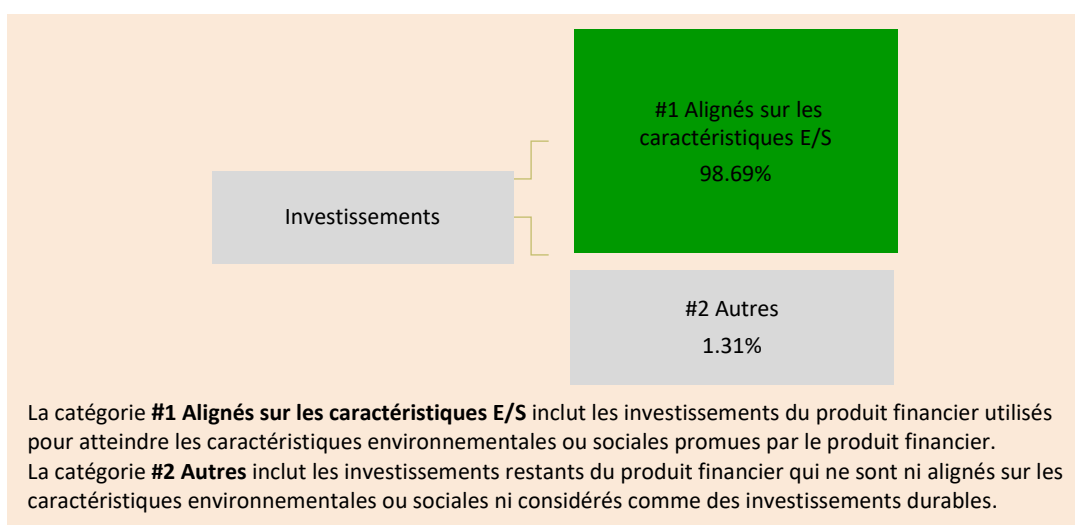 #1 Alignés sur les
caractéristiques E/S
98.69%
Investissements
#2 Autres
1.31%
La catégorie #1 Alignés sur les caractéristiques E/S inclut les investissements du produit financier utilisés
pour atteindre les caractéristiques environnementales ou sociales promues par le produit financier.
La catégorie #2 Autres inclut les investissements restants du produit financier qui ne sont ni alignés sur les
caractéristiques environnementales ou sociales ni considérés comme des investissements durables.